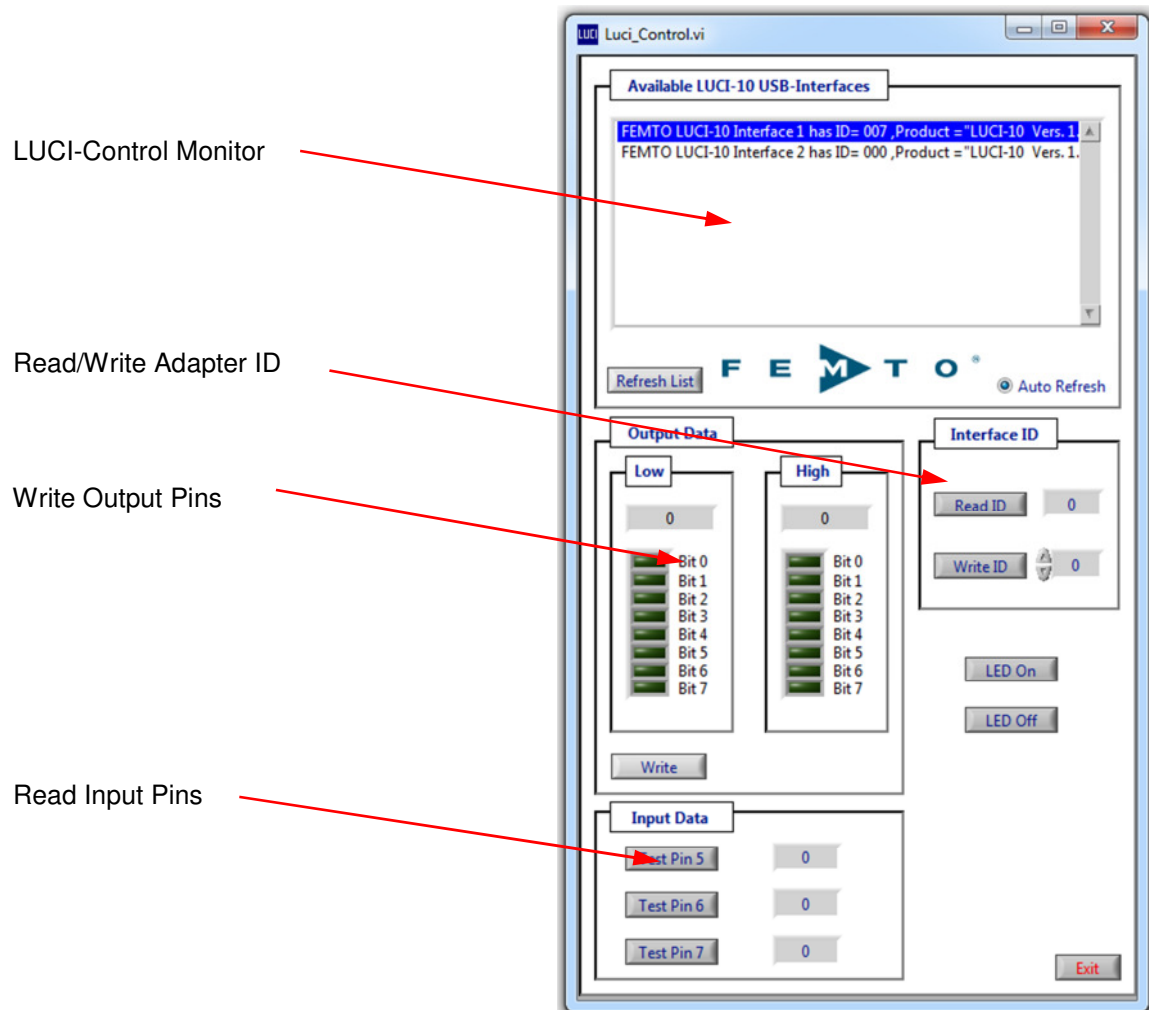 LUCI Luci_Control.vi
Available LUCI-10 USB-Interfaces
FEMTO LUCI-10 Interface 1 has ID= 007 ,Product ="LUCI-10 Vers. 1.
FEMTO LUCI-10 Interface 2 has ID= 000 ,Product ="LUCI-10 Vers. 1.
LUCI-Control Monitor
Read/Write Adapter ID
Refresh List
FEMTO®
Auto Refresh
Output Data
Interface ID
Low
High
Write Output Pins
0
0
Read ID 0
Bit 0
Bit 1
Bit 2
Bit 3
Bit 4
Bit 5
Bit 6
Bit 7
Bit 0
Bit 1
Bit 2
Bit 3
Bit 4
Bit 5
Bit 6
Bit 7
Write ID 0
LED On
LED Off
Write
Read Input Pins
Input Data
Test Pin 5 0
Test Pin 6 0
Test Pin 7 0
Exit